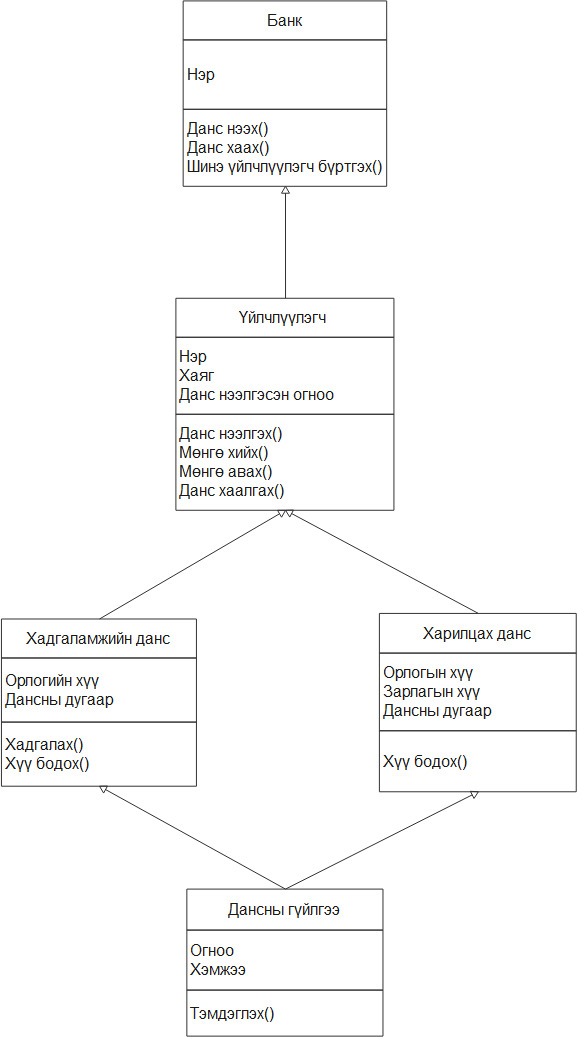 Банк
Нэр
Данс нээх()
Данс хаах()
Шинэ үйлчлүүлэгч бүртгэх()
Үйлчлүүлэгч
Нэр
Хаяг
Данс нээлгэсэн огноо
Данс нээлгэх()
Мөнгө хийх()
Мөнгө авах()
Данс хаалгах()
Хадгаламжийн данс
Орлогийн хүү
Дансны дугаар
Хадгалах()
Хүү бодох()
Харилцах данс
Орлогын хүү
Зарлагын хүү
Дансны дугаар
Хүү бодох()
Дансны гүйлгээ
Огноо
Хэмжээ
Тэмдэглэх()